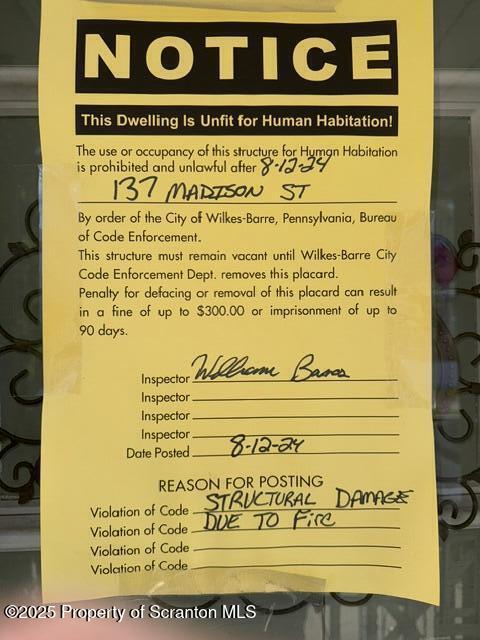 NOTICE
This Dwelling Is Unfit for Human Habitation!
The use or occupancy of this structure for Human Habitation
is prohibited and unlawful after 8-12-24
137 MADISON ST
By order of the City of Wilkes-Barre, Pennsylvania, Bureau
of Code Enforcement.
This structure must remain vacant until Wilkes-Barre City
Code Enforcement Dept. removes this placard.
Penalty for defacing or removal of this placard can result
in a fine of up to $300.00 or imprisonment of up to
90 days.
Inspector William
Inspector
Inspector
Inspector
Date Posted 8-12-24
REASON FOR POSTING
Violation of Code STRUCTURAL DAMAGE
Violation of Code DUE TO Fire
Violation of Code
Violation of Code
©2025 Property of Scranton MLS